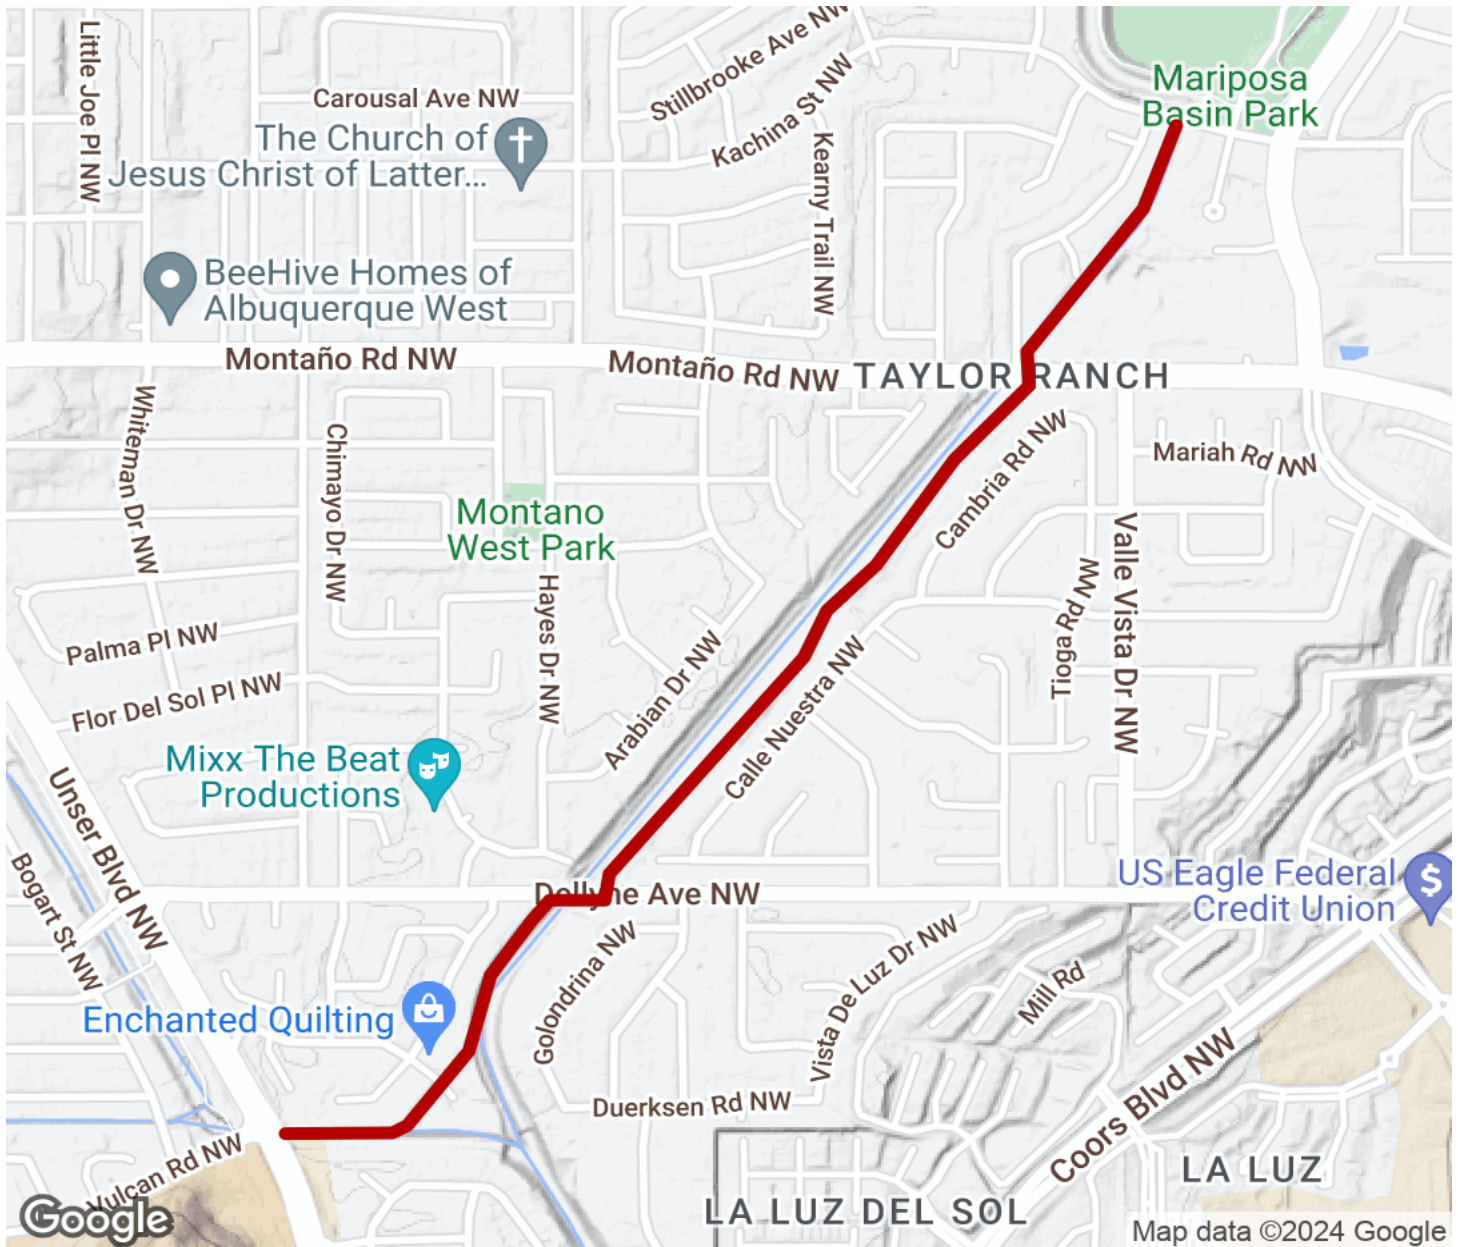 Little Joe Pl NW
Carousal Ave NW
Stillbrooke Ave NW
Kachina St NW
Kearny Trail NW
Mariposa
Basin Park
The Church of
Jesus Christ of Latter...
BeeHive Homes of
Albuquerque West
Montaño Rd NW
Montaño Rd NW
TAYLOR RANCH
Whiteman Dr NW
Chimayo Dr NW
Cambria Rd NW
Mariah Rd NW
Montano
West Park
Hayes Dr NW
Valle Vista Dr NW
Tioga Rd NW
Palma Pl NW
Flor Del Sol Pl NW
Arabian Dr NW
Calle Nuestra NW
Mixx The Beat
Productions
Unser Blvd NW
Bogart St NW
Dellyne Ave NW
US Eagle Federal
Credit Union
Golondrina NW
Vista De Luz Dr NW
Mill Rd
Enchanted Quilting
Coors Blvd NW
Duerksen Rd NW
Vulcan Rd NW
LA LUZ
LA LUZ DEL SOL
Google
Map data ©2024 Google